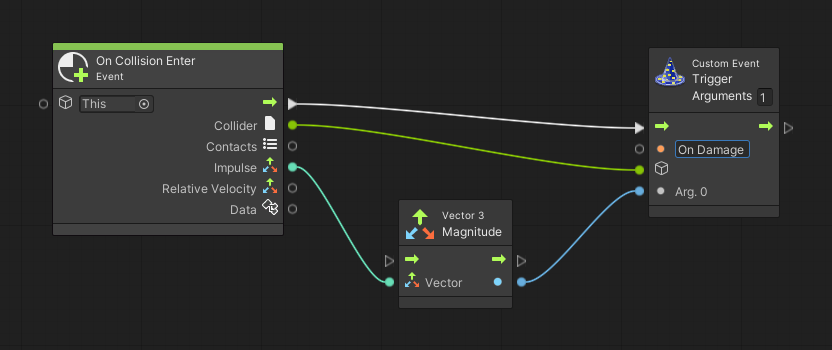 On Collision Enter
Event
This
Collider
Contacts
Impulse
Relative Velocity
Data
Vector 3
Magnitude
Vector
Custom Event
Trigger
Arguments 1
On Damage
Arg. 0